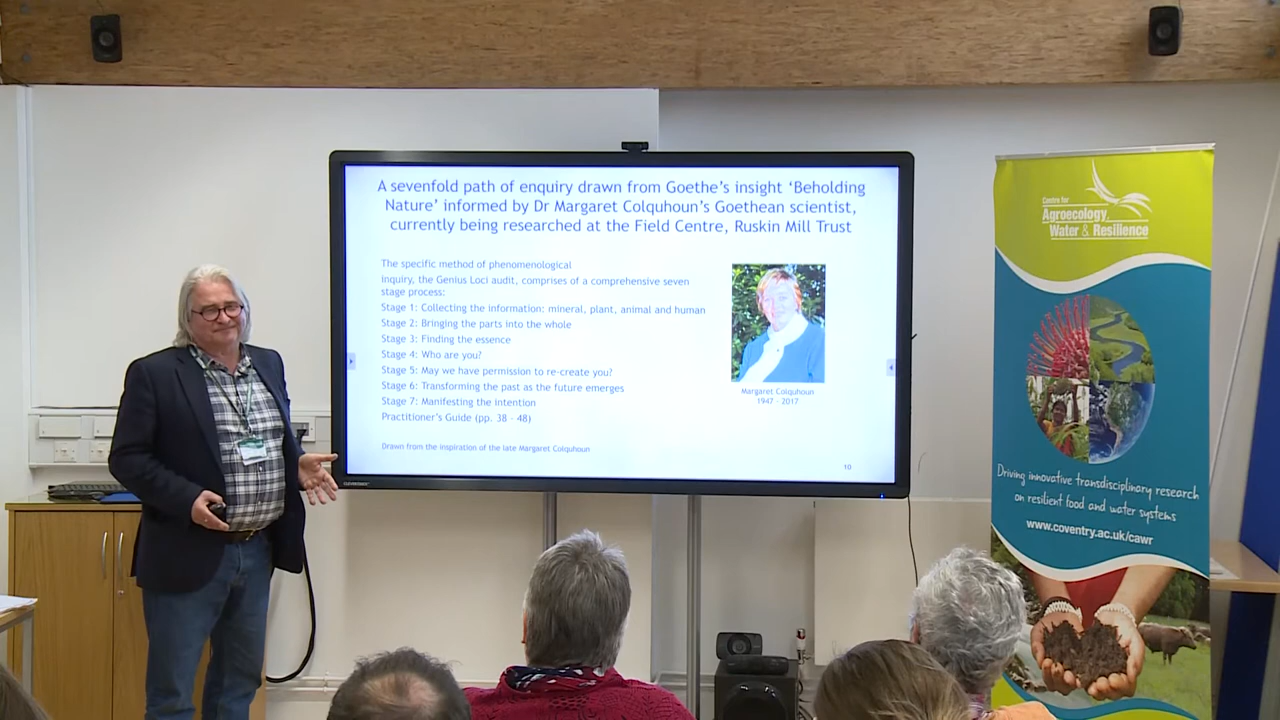 A sevenfold path of enquiry drawn from Goethe's insight 'Beholding
Nature' informed by Dr Margaret Colquhoun's Goethean scientist,
currently being researched at the Field Centre, Ruskin Mill Trust
The specific method of phenomenological
inquiry, the Genius Loci audit, comprises of a comprehensive seven
stage process:
Stage 1: Collecting the information: mineral, plant, animal and human
Stage 2: Bringing the parts into the whole
Stage 3: Finding the essence
Stage 4: Who are you?
Stage 5: May we have permission to re-create you?
Stage 6: Transforming the past as the future emerges
Stage 7: Manifesting the intention
Practitioner's Guide (pp. 38 - 48)
Drawn from the inspiration of the late Margaret Colquhoun
Margaret Colquhoun
1947 - 2017
10
CLEVERTOUCH
Centre for
Agroecology,
Water & Resilience
Driving innovative transdisciplinary research
on resilient food and water systems
www.coventry.ac.uk/cawr